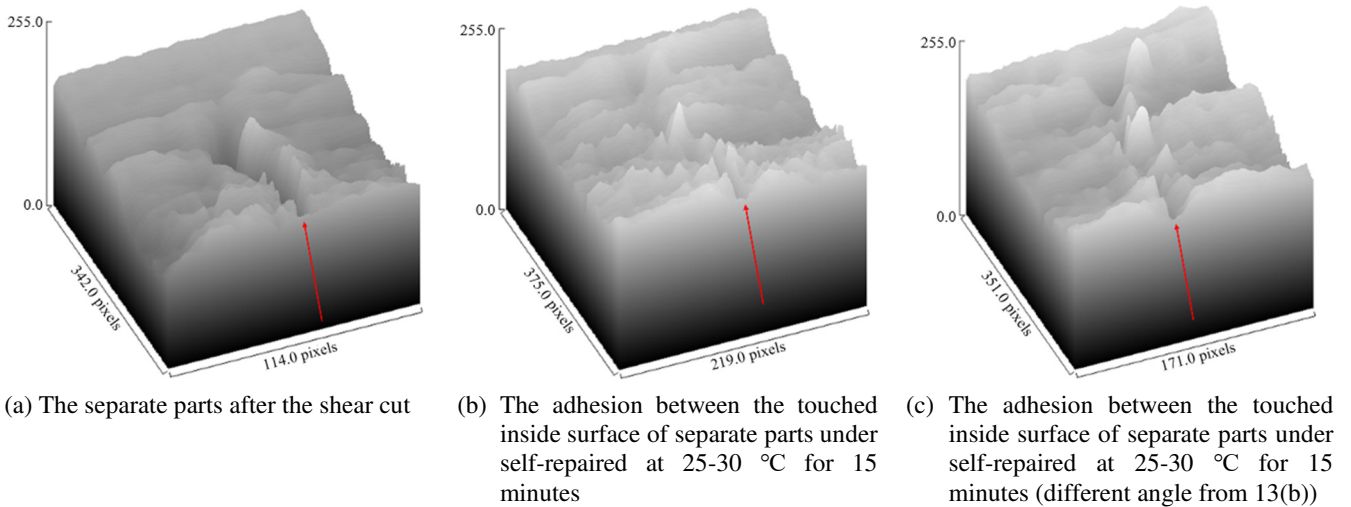 255.0
0.0
342.0 pixels
114.0 pixels
255.0
0.0
375.0 pixels
219.0 pixels
255.0
0.0
351.0 pixels
171.0 pixels
(a) The separate parts after the shear cut
(b) The adhesion between the touched
inside surface of separate parts under
self-repaired at 25-30 ℃ for 15
minutes
(c) The adhesion between the touched
inside surface of separate parts under
self-repaired at 25-30 ℃ for 15
minutes (different angle from 13(b))